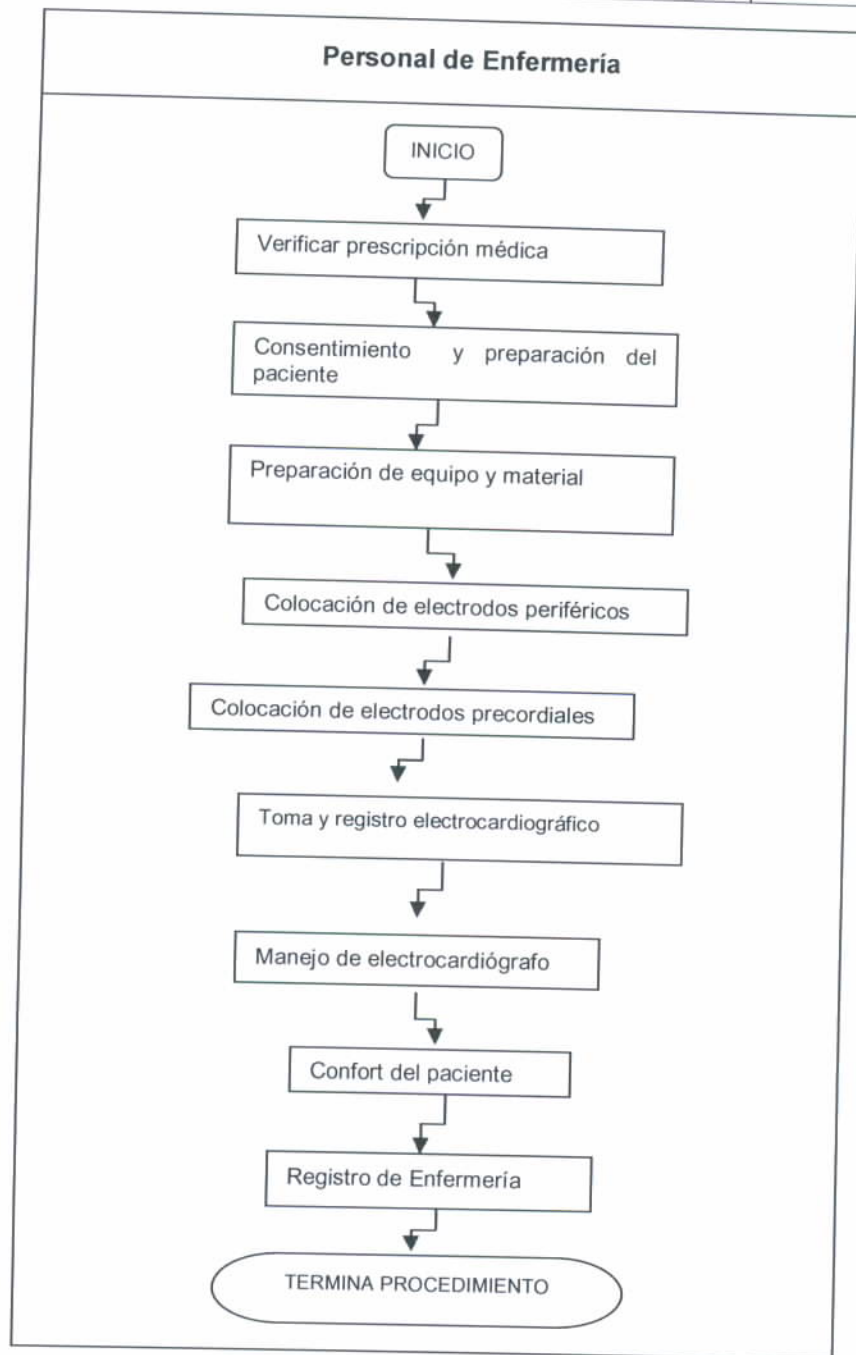 Personal de Enfermería
INICIO
Verificar prescripción médica
Consentimiento y preparación del
paciente
Preparación de equipo y material
Colocación de electrodos periféricos
Colocación de electrodos precordiales
Toma y registro electrocardiográfico
Manejo de electrocardiógrafo
Confort del paciente
Registro de Enfermería
TERMINA PROCEDIMIENTO